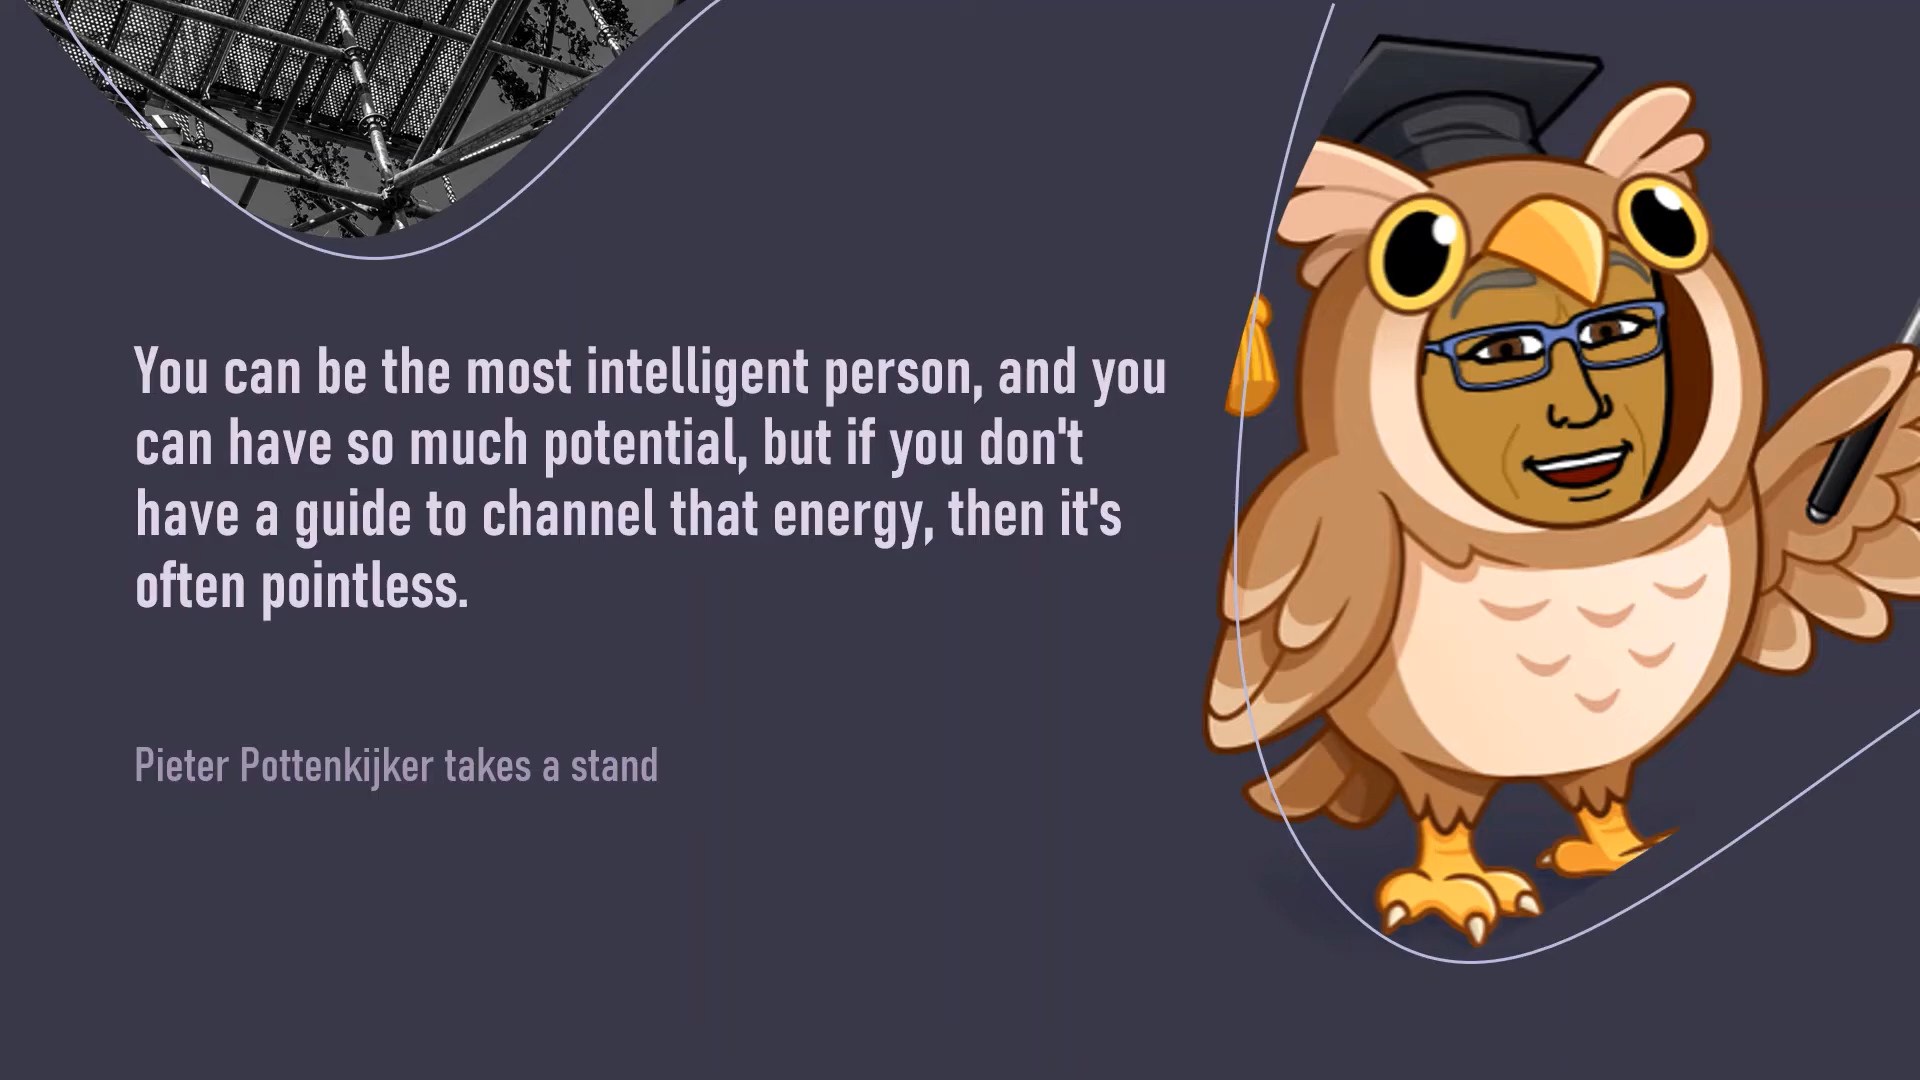 You can be the most intelligent person, and you
can have so much potential, but if you don't
have a guide to channel that energy, then it's
often pointless.
Pieter Pottenkijker takes a stand